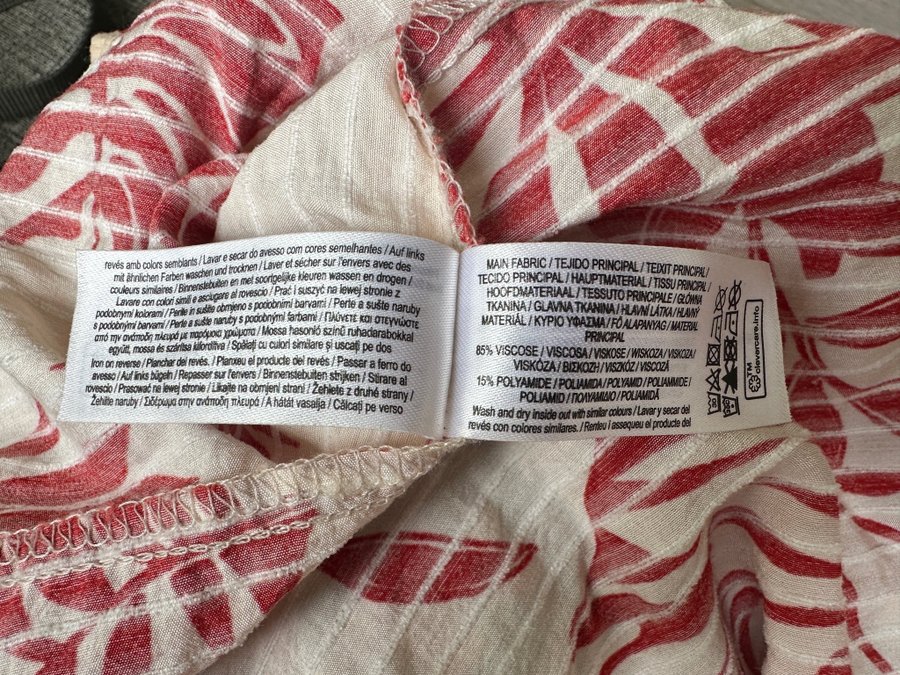 revés amb colors semblants / Lavar e secar do avesso com cores semelhantes / Auf links
mit ähnlichen Farben waschen und trocknen / Laver et sécher sur l'envers avec des
couleurs similaires / Binnenstebuiten en met soortgelijke kleuren wassen en drogen /
Lavare con colori simili e asciugare al rovescio / Prać i suszyć na lewej stronie z
podobnymi kolorami / Perite in sušite obrnjeno s podobnimi barvami / Perte a sušte naruby
s podobnými barvami / Perte a sušte naruby s podobnými farbami / Πλύνετε και στεγνώστε
από την ανάποδη πλευρά με παρόμοια χρώματα / Mossa hasonló színű ruhadarabokkal
együtt, mossa és szárítsa kifordítva / Spălați cu culori similare și uscați pe dos
Iron on reverse / Planchar del revés. / Planxeu el producte del revés / Passar a ferro do
avesso / Auf links bügeln / Repasser sur l'envers / Binnenstebuiten strijken / Stirare al
rovescio / Prasować na lewej stronie / Likajte na obrnjeni strani / Žehlete z druhé strany /
Žehlite naruby / Σιδέρωμα στην ανάποδη πλευρά / A hátát vasalja / Călcați pe verso
MAIN FABRIC / TEJIDO PRINCIPAL / TEIXIT PRINCIPAL /
TECIDO PRINCIPAL / HAUPTMATERIAL / TISSU PRINCIPAL /
HOOFDMATERIAAL / TESSUTO PRINCIPALE / GŁÓWNA
TKANINA / GLAVNA TKANINA / HLAVNÍ LÁTKA / HLAVNÝ
MATERIÁL / ΚΥΡΙΟ ΥΦΑΣΜΑ / FŐ ALAPANYAG / MATERIAL
PRINCIPAL
85% VISCOSE / VISCOSA / VISKOSE / WISKOZA / VISKOZA /
VISKÓZA / ΒΙΣΚΟΖΗ / VISZKÓZ / VISCOZĂ
15% POLYAMIDE / POLIAMIDA / POLYAMID / POLIAMMIDE /
POLIAMID / ΠΟΛΥΑΜΙΔΙΟ / POLIAMIDĂ
Wash and dry inside out with similar colours / Lavar y secar del
revés con colores similares. / Renteu i assequeu el producte del
TM
clevercare.info